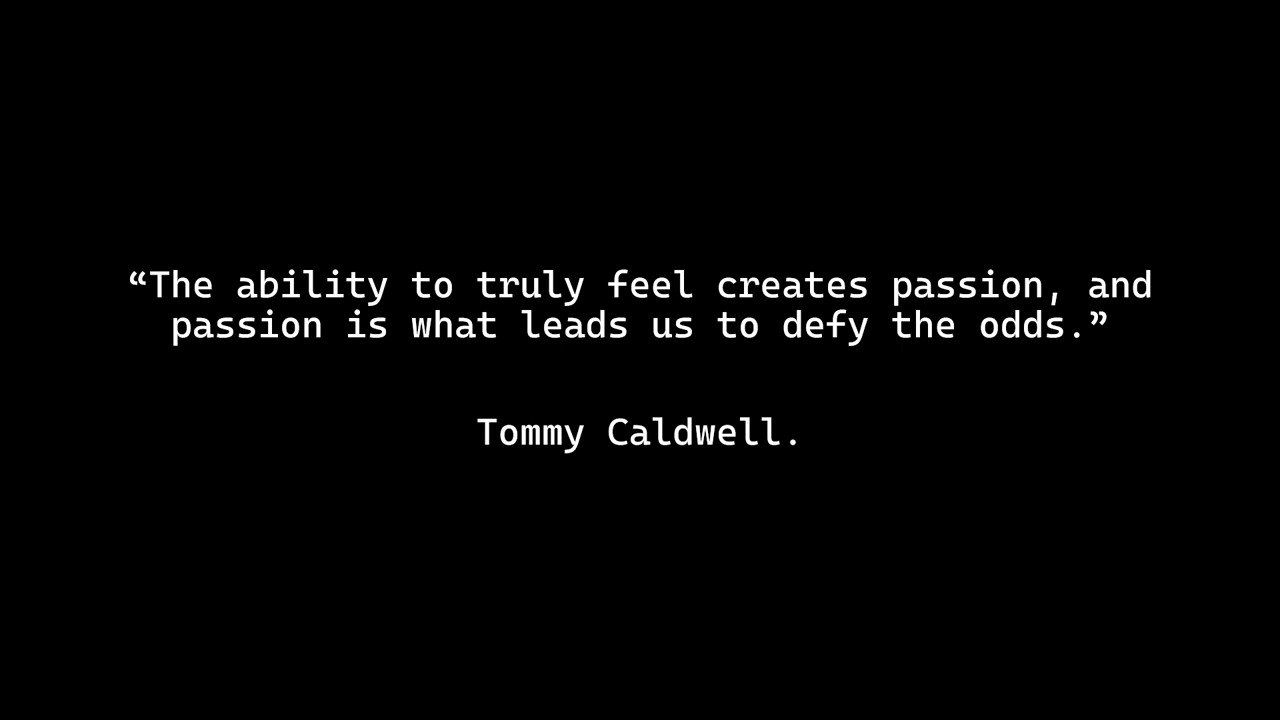 “The ability to truly feel creates passion, and
passion is what leads us to defy the odds.”
Tommy Caldwell.